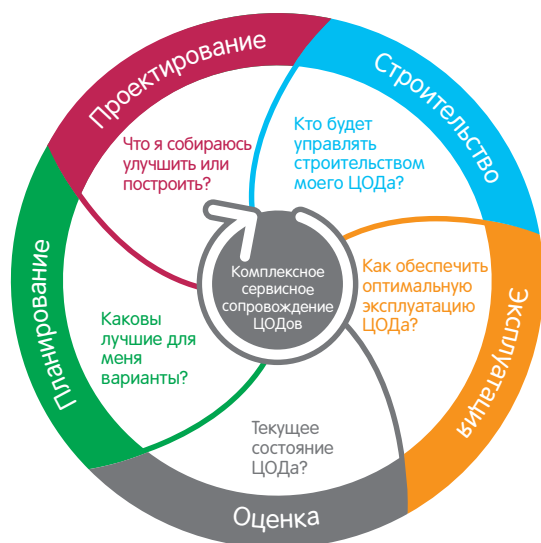 Проектирование
Что я собираюсь
улучшить или
построить?
Строительство
Кто будет
управлять
строительством
моего ЦОДа?
Эксплуатация
Как обеспечить
оптимальную
эксплуатацию
ЦОДа?
Оценка
Текущее
состояние
ЦОДа?
Планирование
Каковы
лучшие для
меня
варианты?
Комплексное
сервисное
сопровождение
ЦОДов